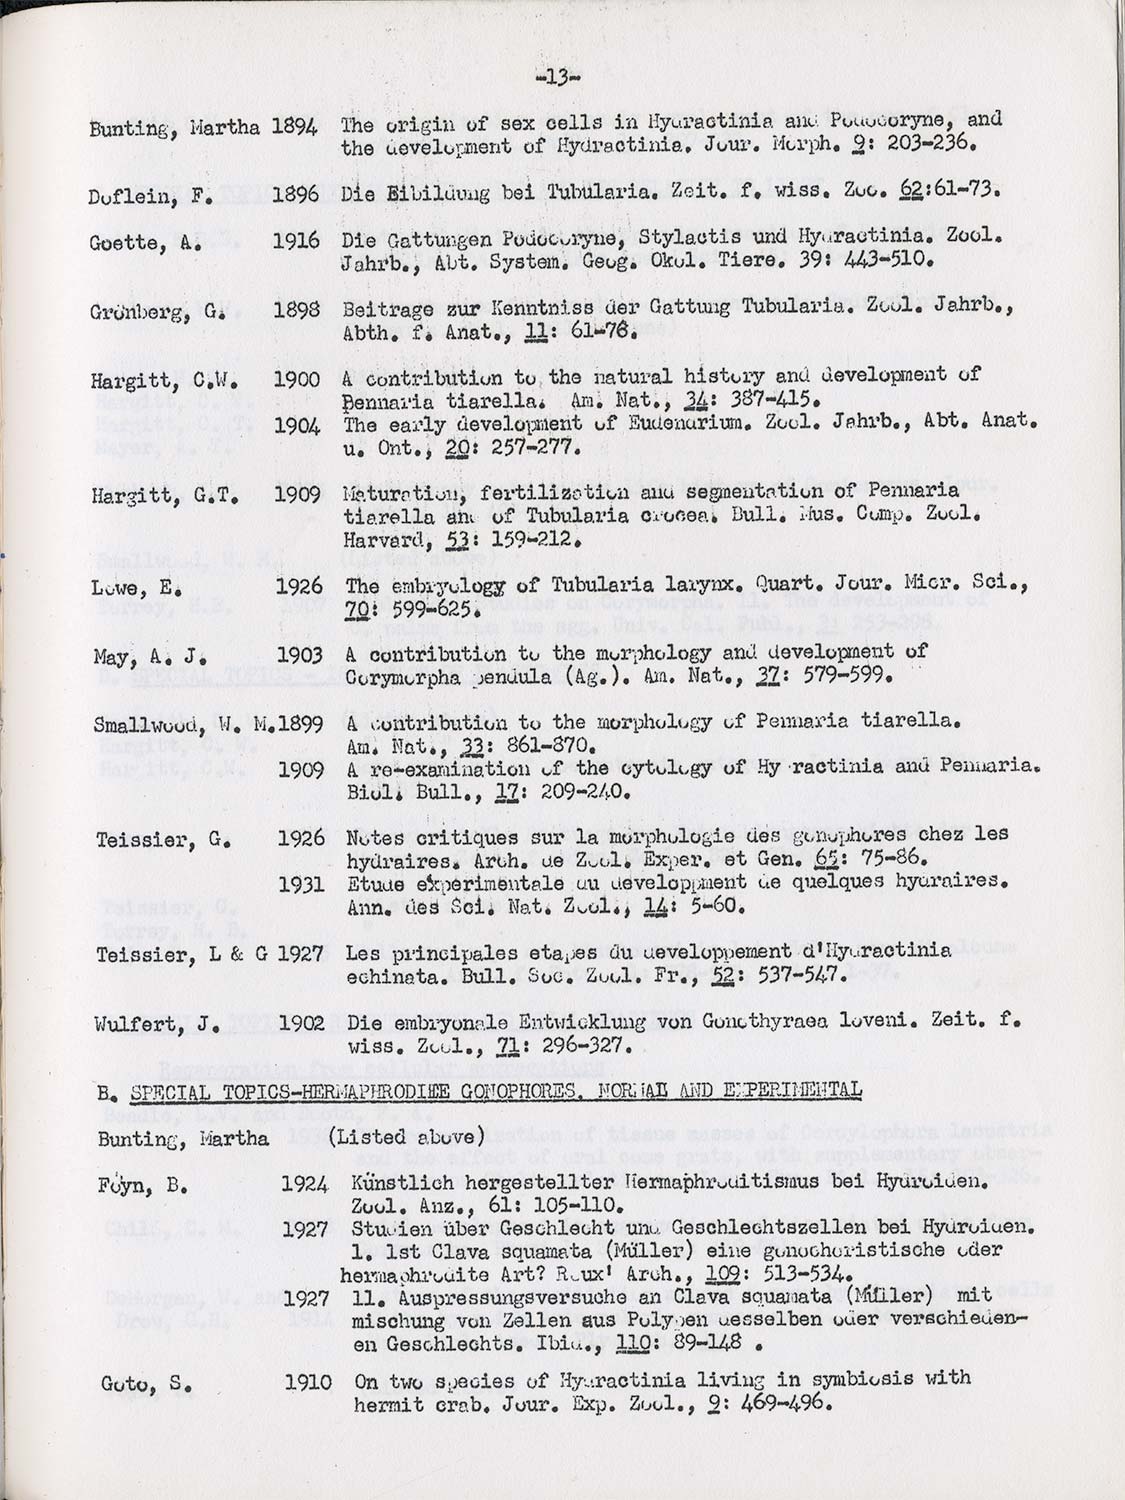 -13-
Bunting, Martha 1894 The origin of sex cells in Hydractinia and Podocoryne, and
the development of Hydractinia. Jour. Morph. 9: 203-236.
Doflein, F. 1896 Die Eibildung bei Tubularia. Zeit. f. wiss. Zoo. 62:61-73.
Goette, A. 1916 Die Gattungen Podocoryne, Stylactis und Hydractinia. Zool.
Jahrb., Abt. System. Geog. Okol. Tiere. 39: 443-510.
Grönberg, G. 1898 Beitrage zur Kenntniss der Gattung Tubularia. Zool. Jahrb.,
Abth. f. Anat., 11: 61-76.
Hargitt, C.W. 1900 A contribution to the natural history and development of
Pennaria tiarella. Am. Nat., 34: 387-415.
1904 The early development of Eudendrium. Zool. Jahrb., Abt. Anat.
u. Ont., 20: 257-277.
Hargitt, G.T. 1909 Maturation, fertilization and segmentation of Pennaria
tiarella and of Tubularia crocea. Bull. Mus. Comp. Zool.
Harvard, 53: 159-212.
Lowe, E. 1926 The embryology of Tubularia larynx. Quart. Jour. Micr. Sci.,
70: 599-625.
May, A. J. 1903 A contribution to the morphology and development of
Corymorpha pendula (Ag.). Am. Nat., 37: 579-599.
Smallwood, W. M.1899 A contribution to the morphology of Pennaria tiarella.
Am. Nat., 33: 861-870.
1909 A re-examination of the cytology of Hydractinia and Pennaria.
Biol. Bull., 17: 209-240.
Teissier, G. 1926 Notes critiques sur la morphologie des gonophores chez les
hydraires. Arch. de Zool. Exper. et Gen. 65: 75-86.
1931 Etude experimentale du developpment de quelques hydraires.
Ann. des Sci. Nat. Zool., 14: 5-60.
Teissier, L & G 1927 Les principales etapes du developpement d'Hydractinia
echinata. Bull. Soc. Zool. Fr., 52: 537-547.
Wulfert, J. 1902 Die embryonale Entwicklung von Gonothyraea loveni. Zeit. f.
wiss. Zool., 71: 296-327.
B. SPECIAL TOPICS-HERMAPHRODITE GONOPHORES. NORMAL AND EXPERIMENTAL
Bunting, Martha (Listed above)
Föyn, B. 1924 Künstlich hergestellter Hermaphroditismus bei Hydroiden.
Zool. Anz., 61: 105-110.
1927 Studien über Geschlecht und Geschlechtszellen bei Hydroiden.
1. 1st Clava squamata (Müller) eine gonochoristische oder
hermaphrodite Art? Roux' Arch., 109: 513-534.
1927 11. Auspressungsversuche an Clava squamata (Müller) mit
mischung von Zellen aus Polypen desselben oder verschieden-
en Geschlechts. Ibid., 110: 89-148 .
Goto, S. 1910 On two species of Hydractinia living in symbiosis with
hermit crab. Jour. Exp. Zool., 9: 469-496.